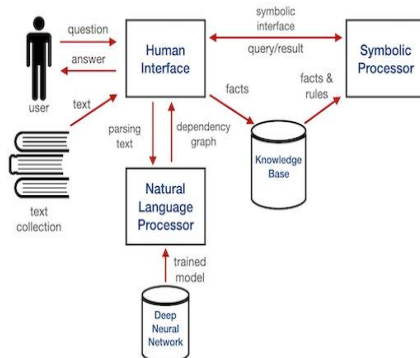 question
answer
user
text
text
collection
Human
Interface
symbolic
interface
query/result
Symbolic
Processor
facts
facts &
rules
Knowledge
Base
parsing
text
dependency
graph
Natural
Language
Processor
trained
model
Deep
Neural
Network